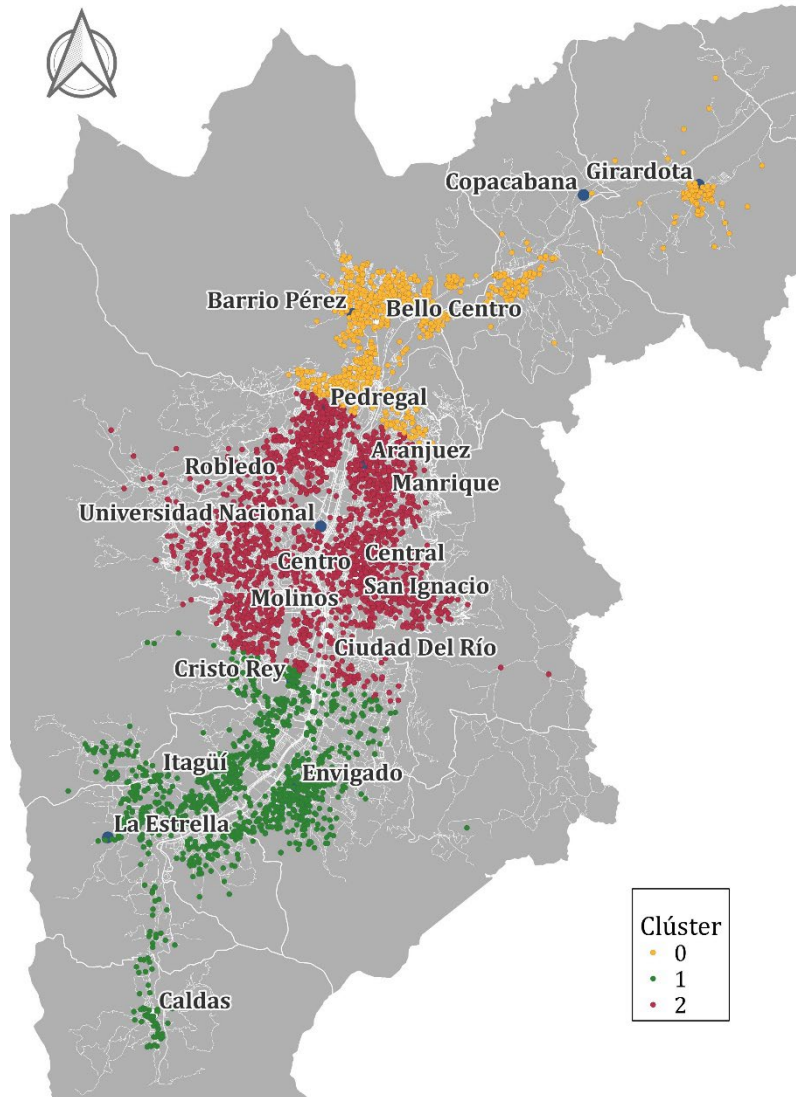 Girardota
Copacabana
Barrio Pérez
Bello Centro
Pedregal
Aranjuez
Robledo
Manrique
Universidad Nacional
Centro
Central
San Ignacio
Molinos
Ciudad Del Río
Cristo Rey
Itagüí
Envigado
La Estrella
Caldas
Clúster
0
1
2